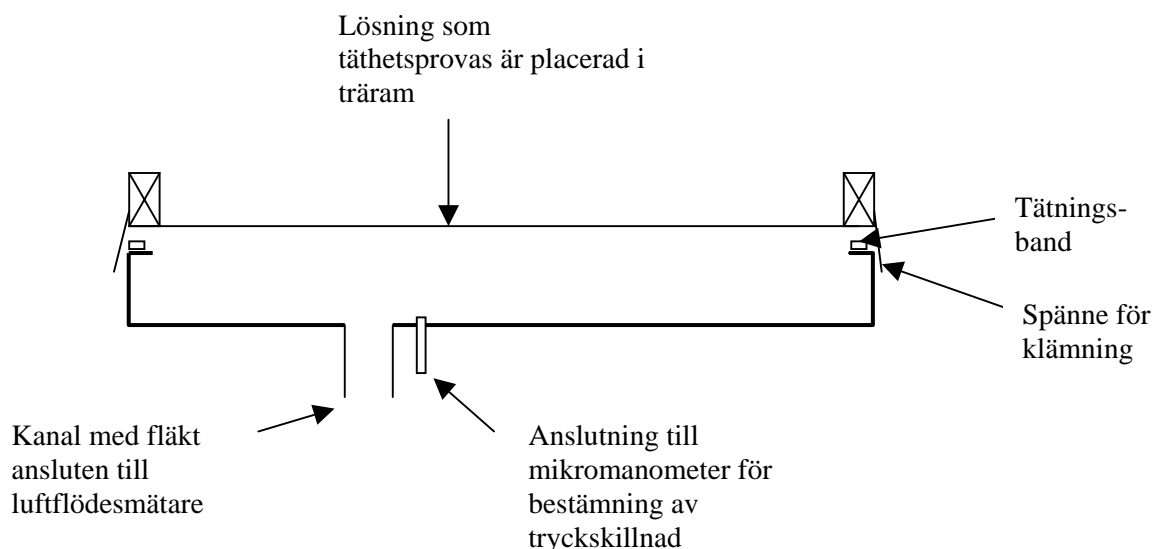 Lösning som
täthetsprovas är placerad i
träram
Tätnings-
band
Spänne för
klämning
Kanal med fläkt
ansluten till
luftflödesmätare
Anslutning till
mikromanometer för
bestämning av
tryckskillnad